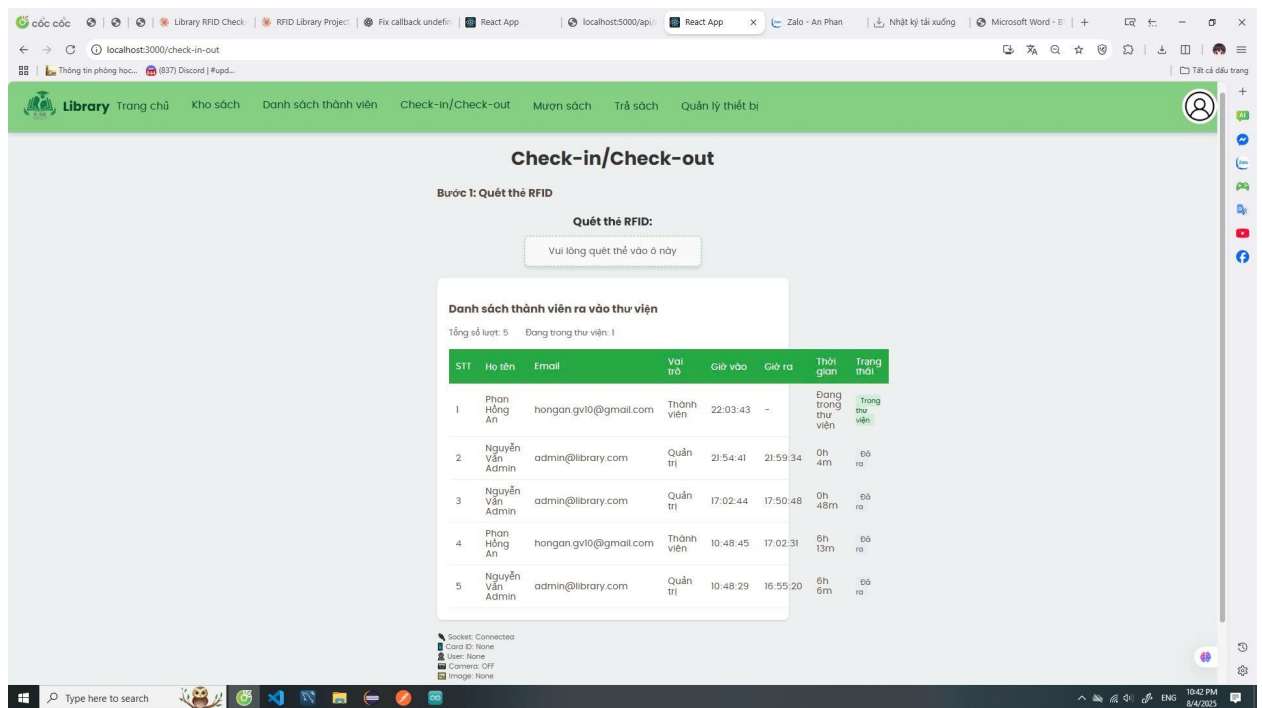 cốc cốc
Library RFID Check-
RFID Library Project
Fix callback undefin
React App
localhost:5000/api/
React App
Zalo - An Phan
Nhật ký tải xuống
Microsoft Word - B
localhost:3000/check-in-out
Thông tin phòng học...
(837) Discord | #upd...
Tất cả dấu trang
Library
Trang chủ
Kho sách
Danh sách thành viên
Check-in/Check-out
Mượn sách
Trả sách
Quản lý thiết bị
Check-in/Check-out
Bước 1: Quét thẻ RFID
Quét thẻ RFID:
Vui lòng quét thẻ vào ô này
Danh sách thành viên ra vào thư viện
Tổng số lượt: 5 Đang trong thư viện: 1
STT Họ tên Email Vai trò Giờ vào Giờ ra Thời gian Trạng thái
1 Phan Hồng An hongan.gv10@gmail.com Thành viên 22:03:43 - Đang trong thư viện Trong thư viện
2 Nguyễn Văn Admin admin@library.com Quản trị 21:54:41 21:59:34 0h 4m Đã ra
3 Nguyễn Văn Admin admin@library.com Quản trị 17:02:44 17:50:48 0h 48m Đã ra
4 Phan Hồng An hongan.gv10@gmail.com Thành viên 10:48:45 17:02:31 6h 13m Đã ra
5 Nguyễn Văn Admin admin@library.com Quản trị 10:48:29 16:55:20 6h 6m Đã ra
Socket: Connected
Card ID: None
User: None
Camera: OFF
Image: None
Type here to search
ENG
10:42 PM
8/4/2025